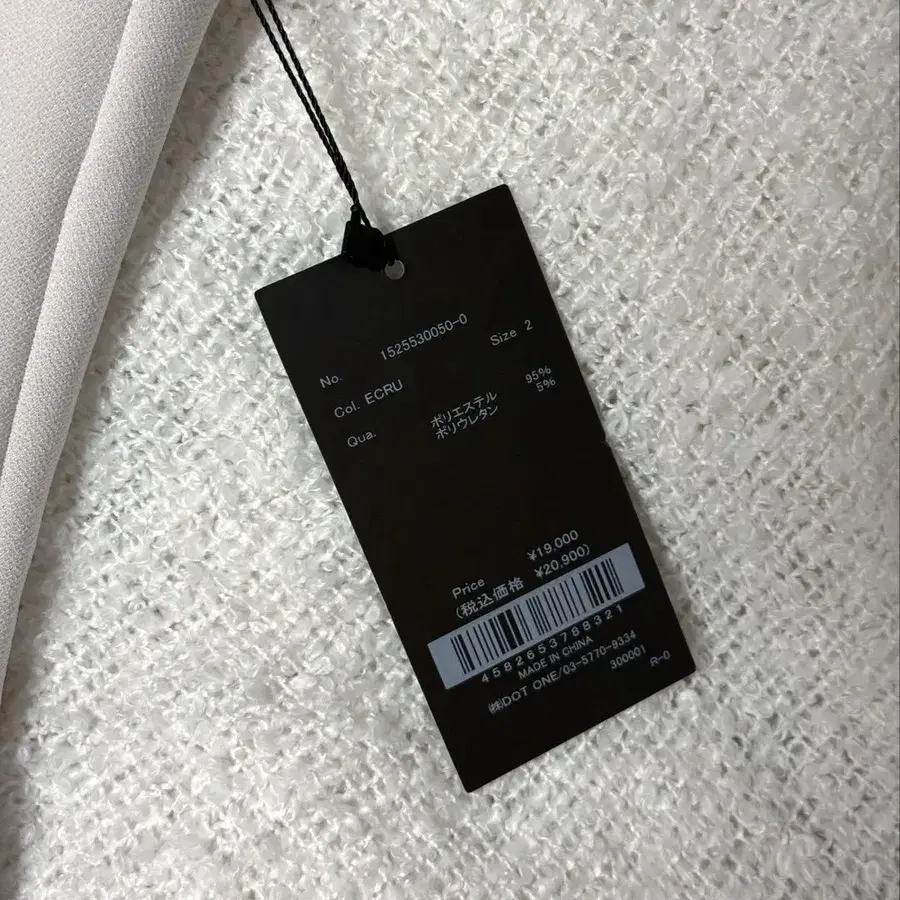 No. 1525530050-0
Col. ECRU Size 2
Qua. ポリエステル 95%
ポリウレタン 5%
Price ¥19,000
(税込価格 ¥20,900)
4582653788321
MADE IN CHINA
㈱DOT ONE/03-5770-9334
300001 R-0